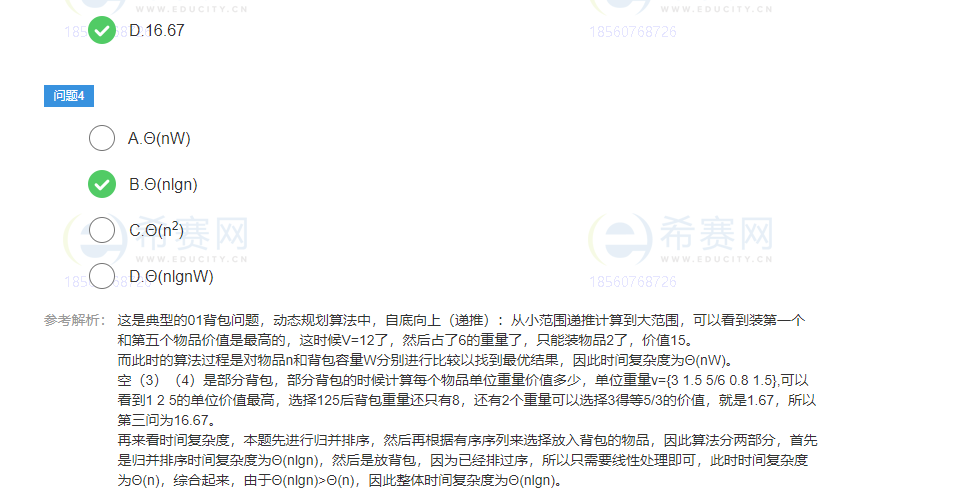 WWW.EDUCITY.CN WWW.EDUCITY.CN
D.16.67
18560768726 18560768726
问题4
A.Θ(nW)
B.Θ(nlgn)
C.Θ(n²)
希赛网 希赛网
WWW.EDUCITY.CN WWW.EDUCITY.CN
D.Θ(nlgnW)
18560768726 18560768726
参考解析： 这是典型的01背包问题，动态规划算法中，自底向上（递推）：从小范围递推计算到大范围，可以看到装第一个
和第五个物品价值是最高的，这时候V=12了，然后占了6的重量了，只能装物品2了，价值15。
而此时的算法过程是对物品n和背包容量W分别进行比较以找到最优结果，因此时间复杂度为Θ(nW)。
空（3）（4）是部分背包，部分背包的时候计算每个物品单位重量价值多少，单位重量v={3 1.5 5/6 0.8 1.5},可以
看到1 2 5的单位价值最高，选择125后背包重量还只有8，还有2个重量可以选择3得等5/3的价值，就是1.67，所以
第三问为16.67。
再来看时间复杂度，本题先进行归并排序，然后再根据有序序列来选择放入背包的物品，因此算法分两部分，首先
是归并排序时间复杂度为Θ(nlgn)，然后是放背包，因为已经排过序，所以只需要线性处理即可，此时时间复杂度
为Θ(n)，综合起来，由于Θ(nlgn)>Θ(n)，因此整体时间复杂度为Θ(nlgn)。